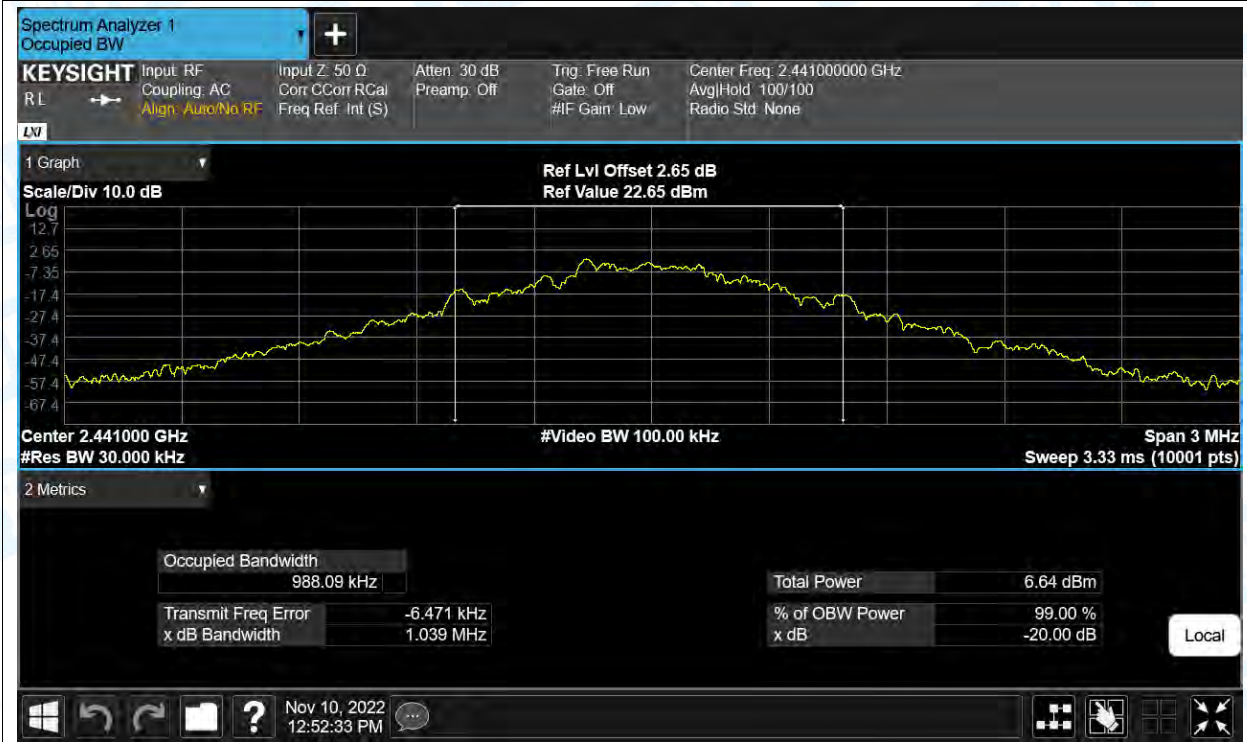 Spectrum Analyzer 1
Occupied BW
+
KEYSIGHT
R L
LXI
Input: RF
Coupling: AC
Align: Auto/No RF
Input Z: 50 Ω
Corr CCorr RCal
Freq Ref: Int (S)
Atten: 30 dB
Preamp: Off
Trig: Free Run
Gate: Off
#IF Gain: Low
Center Freq: 2.441000000 GHz
Avg|Hold: 100/100
Radio Std: None
1 Graph
Scale/Div 10.0 dB
Ref Lvl Offset 2.65 dB
Ref Value 22.65 dBm
Log
12.7
2.65
-7.35
-17.4
-27.4
-37.4
-47.4
-57.4
-67.4
Center 2.441000 GHz
#Video BW 100.00 kHz
Span 3 MHz
#Res BW 30.000 kHz
Sweep 3.33 ms (10001 pts)
2 Metrics
Occupied Bandwidth
988.09 kHz
Total Power 6.64 dBm
Transmit Freq Error -6.471 kHz
% of OBW Power 99.00 %
x dB Bandwidth 1.039 MHz
x dB -20.00 dB
Local
?
Nov 10, 2022
12:52:33 PM